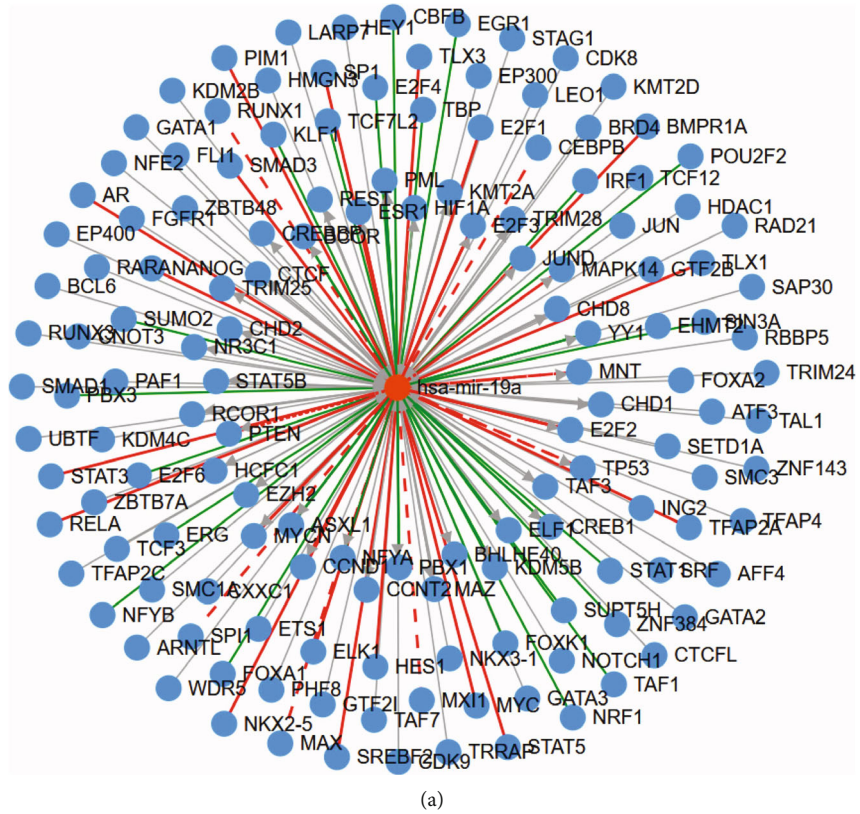 CBFB
HEY1
EGR1
LARP7
STAG1
PIM1
SP1
TLX3
CDK8
HMGN3
EP300
KDM2B
E2F4
LEO1
KMT2D
RUNX1
TBP
GATA1
KLF1
TCF7L2
E2F1
BRD4
BMPR1A
NFE2
FLI1
SMAD3
CEBPB
POU2F2
PML
IRF1
TCF12
AR
ZBTB48
REST
KMT2A
HDAC1
FGFR1
ESR1
HIF1A
TRIM28
JUN
RAD21
EP400
CREBBP
BCOR
E2F3
RARA
NANOG
CTCF
JUND
MAPK14
GTF2B
TLX1
BCL6
TRIM25
SAP30
SUMO2
CHD2
CHD8
SIN3A
RUNX3
CNOT3
NR3C1
YY1
EHMT2
RBBP5
SMAD1
PAF1
STAT5B
hsa-mir-19a
MNT
FOXA2
TRIM24
PBX3
RCOR1
CHD1
ATF3
TAL1
UBTF
KDM4C
PTEN
E2F2
SETD1A
STAT3
E2F6
HCFC1
TP53
SMC3
ZNF143
ZBTB7A
EZH2
TAF3
ING2
RELA
ERG
MYCN
ASXL1
ELF1
CREB1
TFAP2A
TFAP4
TCF3
NFYA
BHLHE40
TFAP2C
CCND1
PBX1
KDM5B
STAT1
SRF
AFF4
NFYB
SMC1A
CXXC1
CCNT2
MAZ
SUPT5H
GATA2
ARNTL
SPI1
ETS1
FOXK1
ZNF384
WDR5
FOXA1
ELK1
HES1
NKX3-1
NOTCH1
CTCFL
PHF8
GTF2I
MXI1
MYC
GATA3
TAF1
NKX2-5
TAF7
NRF1
MAX
SREBF2
CDK9
TRRAP
STAT5
(a)